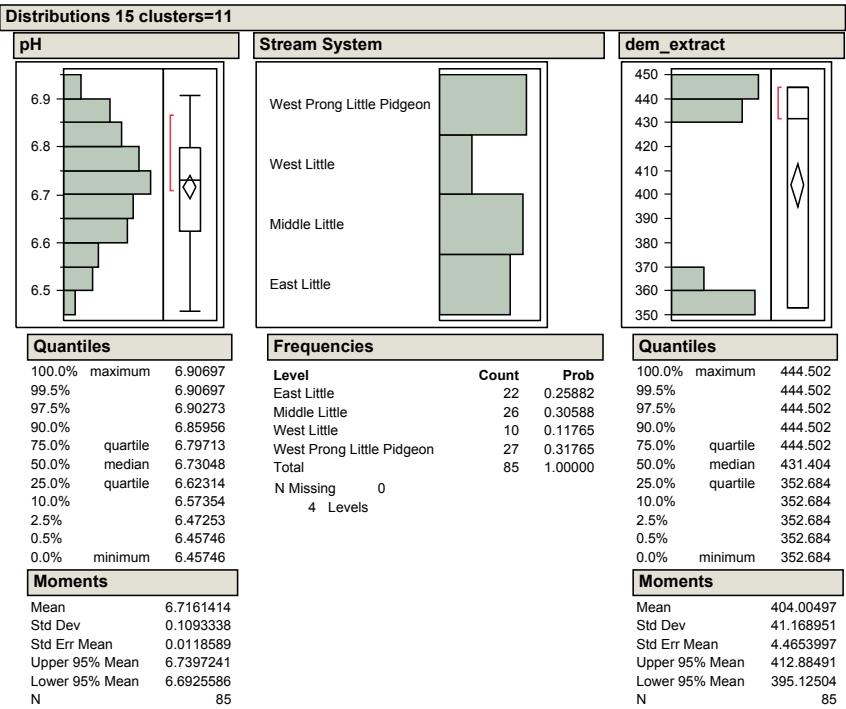 Distributions 15 clusters=11
pH
6.9
6.8
6.7
6.6
6.5
Quantiles
100.0% maximum 6.90697
99.5% 6.90697
97.5% 6.90273
90.0% 6.85956
75.0% quartile 6.79713
50.0% median 6.73048
25.0% quartile 6.62314
10.0% 6.57354
2.5% 6.47253
0.5% 6.45746
0.0% minimum 6.45746
Moments
Mean 6.7161414
Std Dev 0.1093338
Std Err Mean 0.0118589
Upper 95% Mean 6.7397241
Lower 95% Mean 6.6925586
N 85
Stream System
West Prong Little Pidgeon
West Little
Middle Little
East Little
Frequencies
Level Count Prob
East Little 22 0.25882
Middle Little 26 0.30588
West Little 10 0.11765
West Prong Little Pidgeon 27 0.31765
Total 85 1.00000
N Missing 0
4 Levels
dem_extract
450
440
430
420
410
400
390
380
370
360
350
Quantiles
100.0% maximum 444.502
99.5% 444.502
97.5% 444.502
90.0% 444.502
75.0% quartile 444.502
50.0% median 431.404
25.0% quartile 352.684
10.0% 352.684
2.5% 352.684
0.5% 352.684
0.0% minimum 352.684
Moments
Mean 404.00497
Std Dev 41.168951
Std Err Mean 4.4653997
Upper 95% Mean 412.88491
Lower 95% Mean 395.12504
N 85